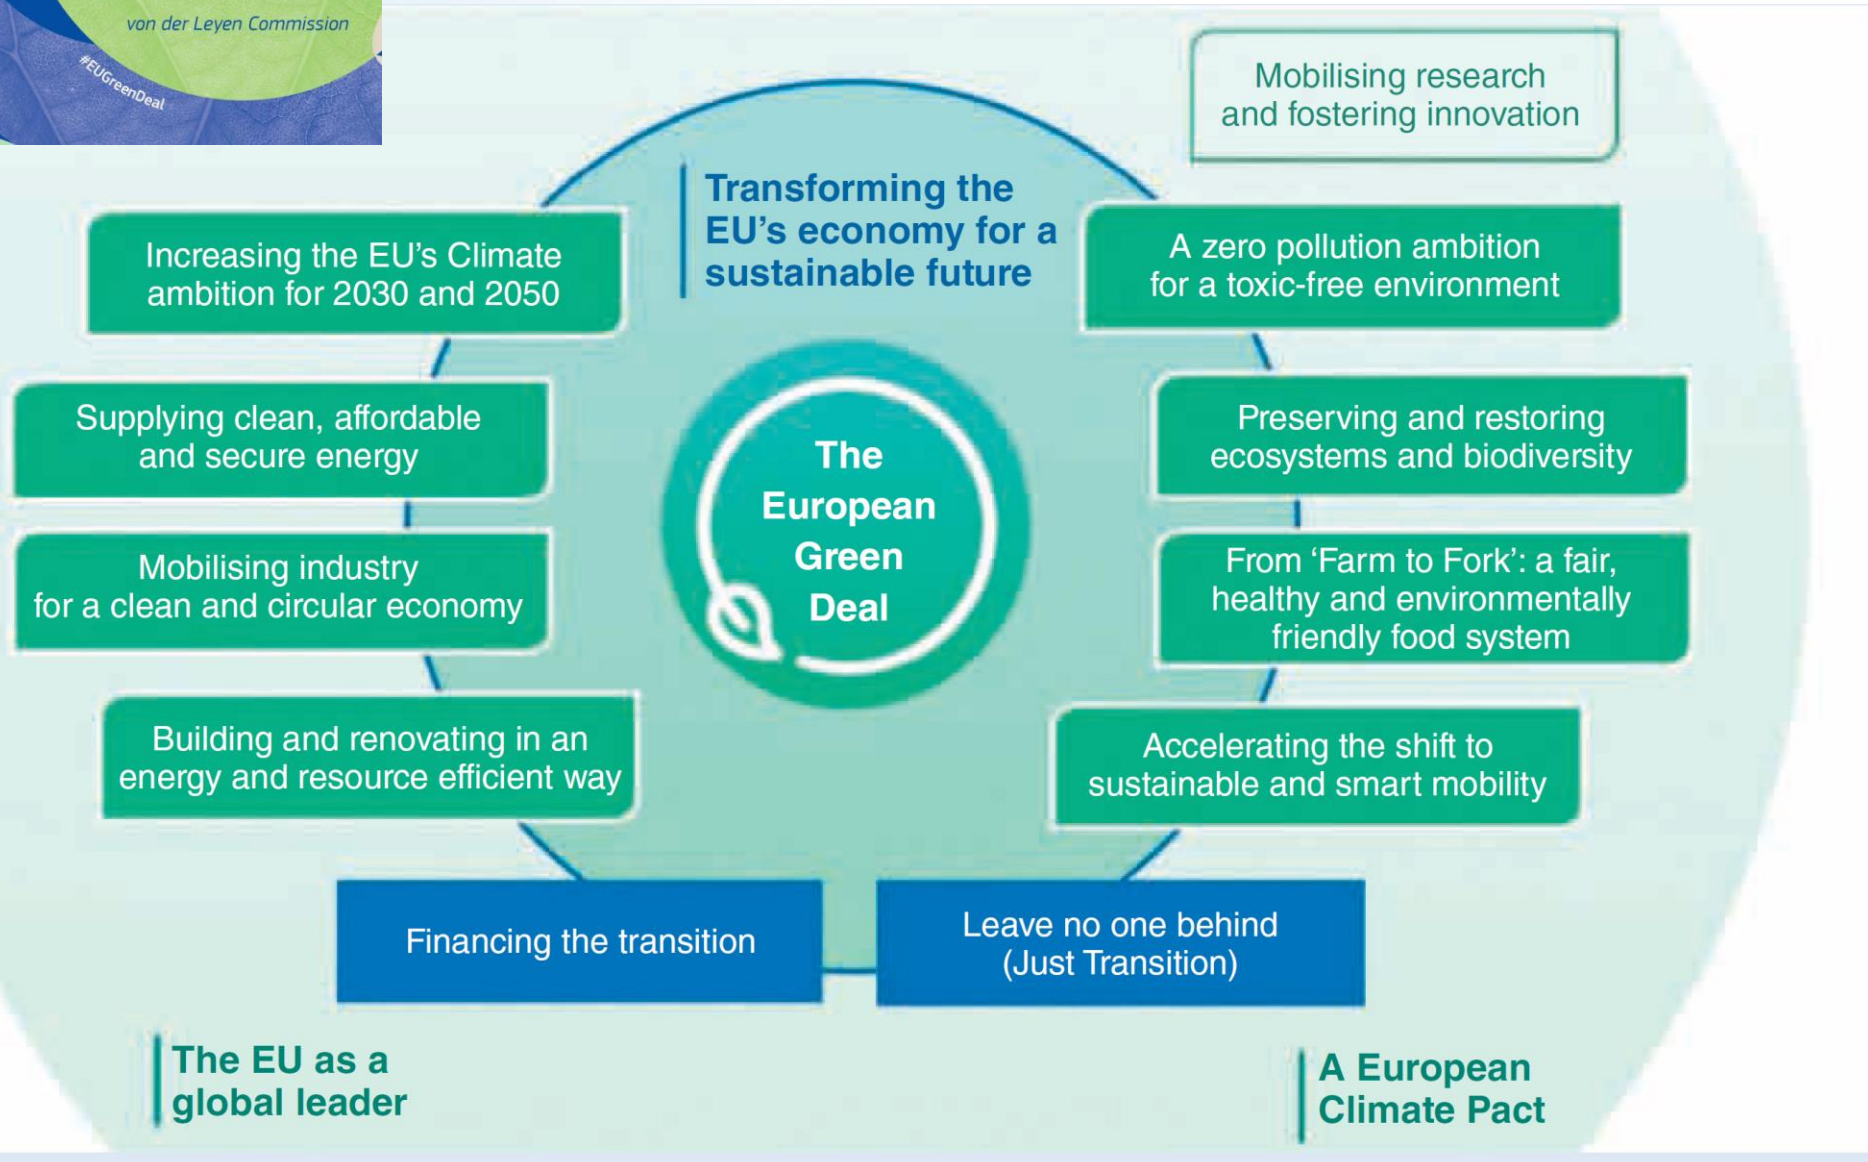 von der Leyen Commission
#EUGreenDeal
Mobilising research
and fostering innovation
Transforming the
EU’s economy for a
sustainable future
Increasing the EU’s Climate
ambition for 2030 and 2050
A zero pollution ambition
for a toxic-free environment
Supplying clean, affordable
and secure energy
Preserving and restoring
ecosystems and biodiversity
The
European
Green
Deal
Mobilising industry
for a clean and circular economy
From ‘Farm to Fork’: a fair,
healthy and environmentally
friendly food system
Building and renovating in an
energy and resource efficient way
Accelerating the shift to
sustainable and smart mobility
Financing the transition
Leave no one behind
(Just Transition)
The EU as a
global leader
A European
Climate Pact